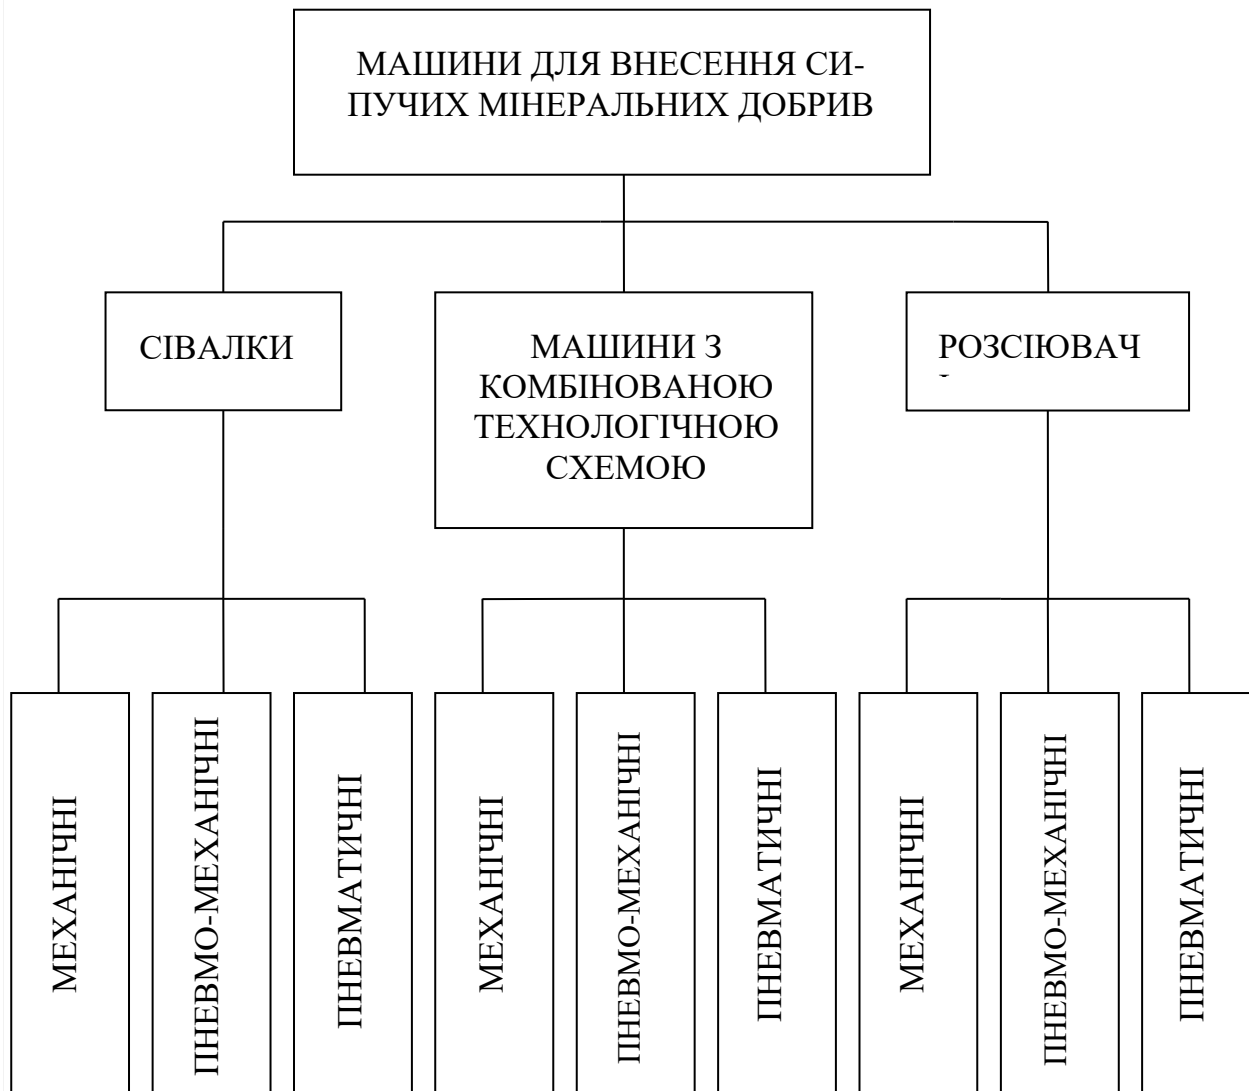 МАШИНИ ДЛЯ ВНЕСЕННЯ СИ-
ПУЧИХ МІНЕРАЛЬНИХ ДОБРИВ
СІВАЛКИ
МАШИНИ З
КОМБІНОВАНОЮ
ТЕХНОЛОГІЧНОЮ
СХЕМОЮ
РОЗСІЮВАЧ
МЕХАНІЧНІ
ПНЕВМО-МЕХАНІЧНІ
ПНЕВМАТИЧНІ
МЕХАНІЧНІ
ПНЕВМО-МЕХАНІЧНІ
ПНЕВМАТИЧНІ
МЕХАНІЧНІ
ПНЕВМО-МЕХАНІЧНІ
ПНЕВМАТИЧНІ